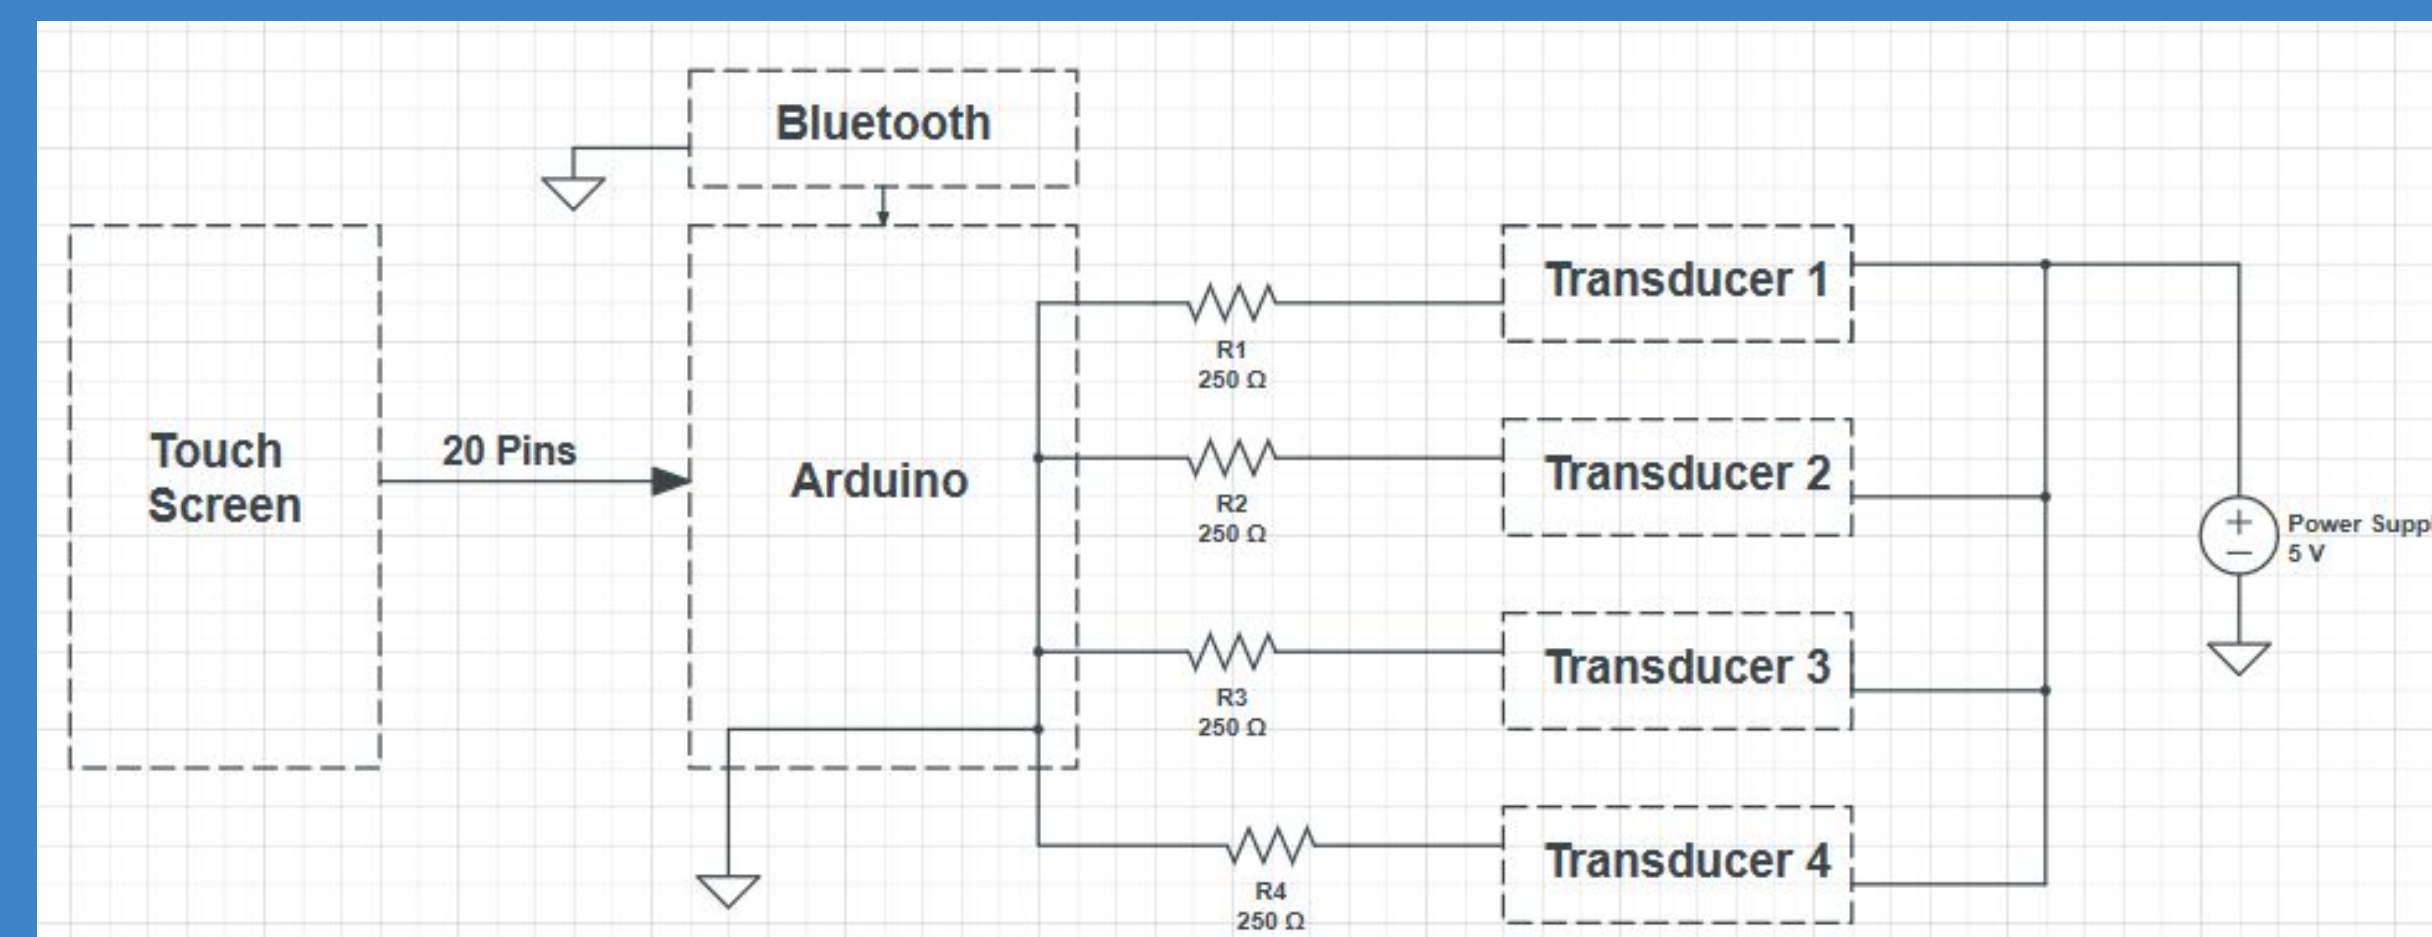 Bluetooth
Touch
Screen
20 Pins
Arduino
R1
250 Ω
R2
250 Ω
R3
250 Ω
R4
250 Ω
Transducer 1
Transducer 2
Transducer 3
Transducer 4
+
−
Power Suppl
5 V